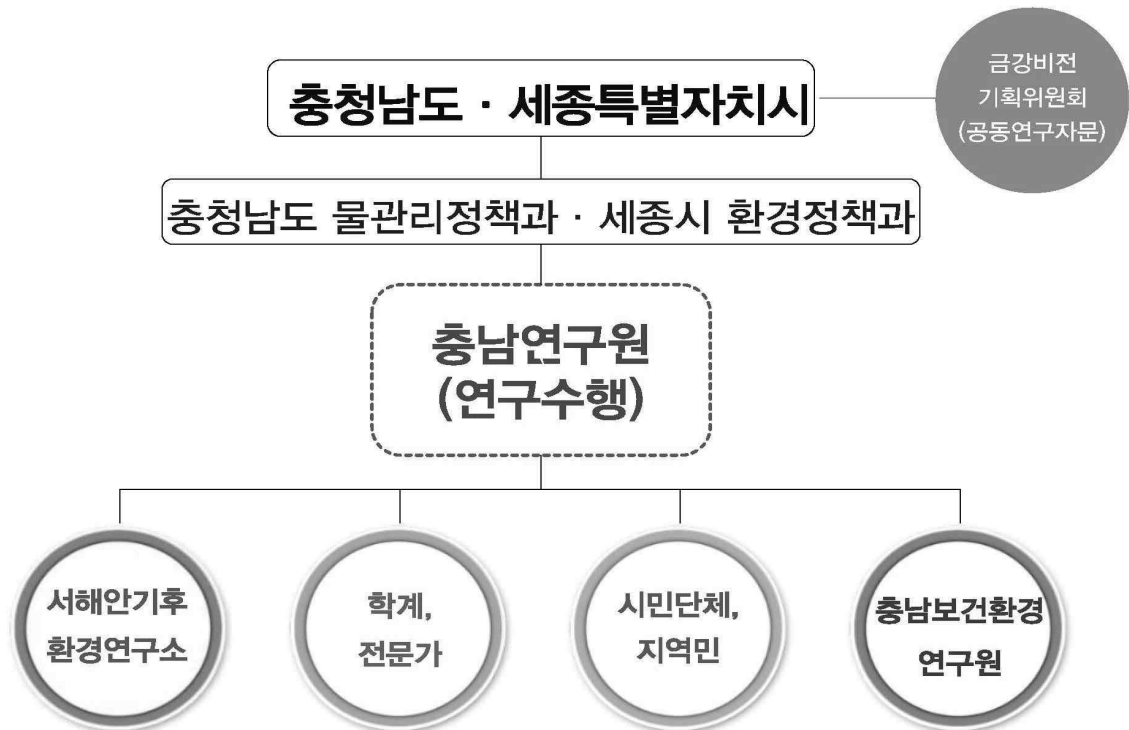 금강비전
기획위원회
(공동연구자문)
충청남도 · 세종특별자치시
충청남도 물관리정책과 · 세종시 환경정책과
충남연구원
(연구수행)
서해안기후
환경연구소
학계,
전문가
시민단체,
지역민
충남보건환경
연구원